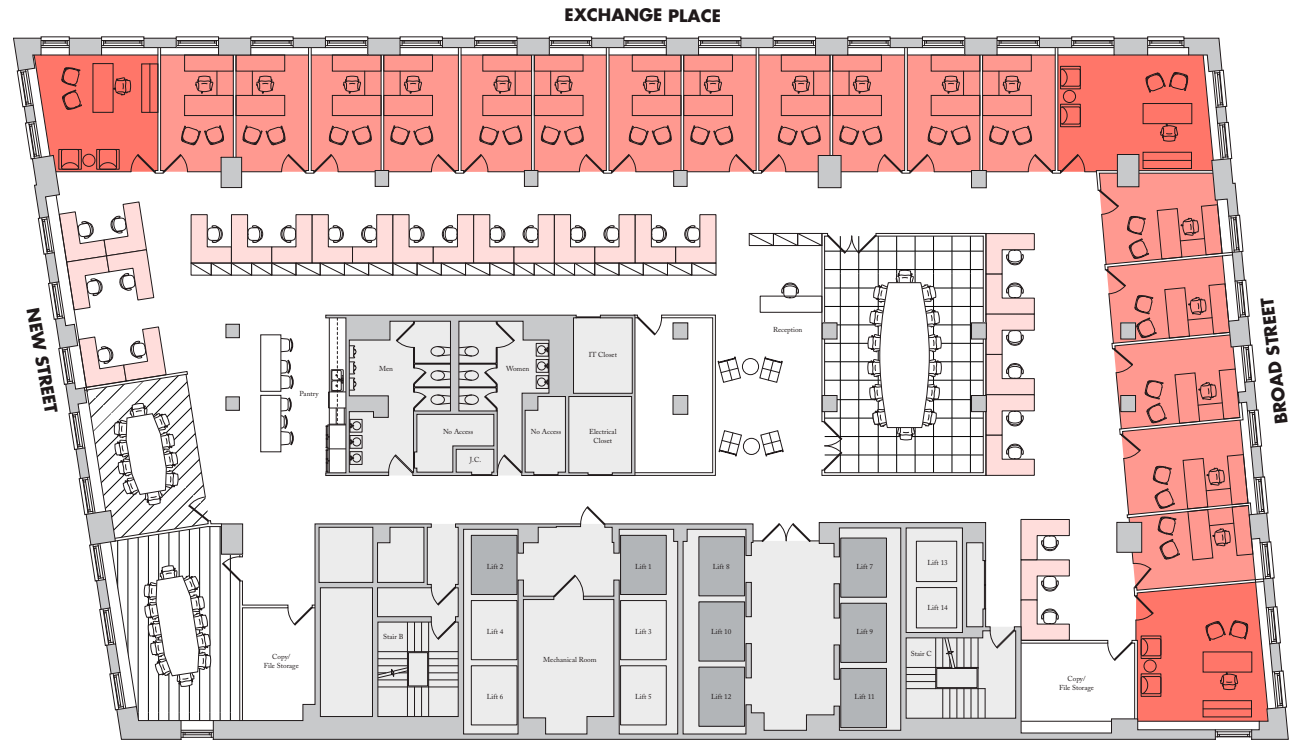 EXCHANGE PLACE
NEW STREET
BROAD STREET
Reception
IT Closet
Men
Women
Pantry
No Access
No Access
Electrical
Closet
J.C.
Lift 2
Lift 1
Lift 8
Lift 7
Lift 13
Lift 14
Lift 4
Lift 3
Lift 10
Lift 9
Stair B
Mechanical Room
Stair C
Copy/
File Storage
Copy/
File Storage
Lift 6
Lift 5
Lift 12
Lift 11